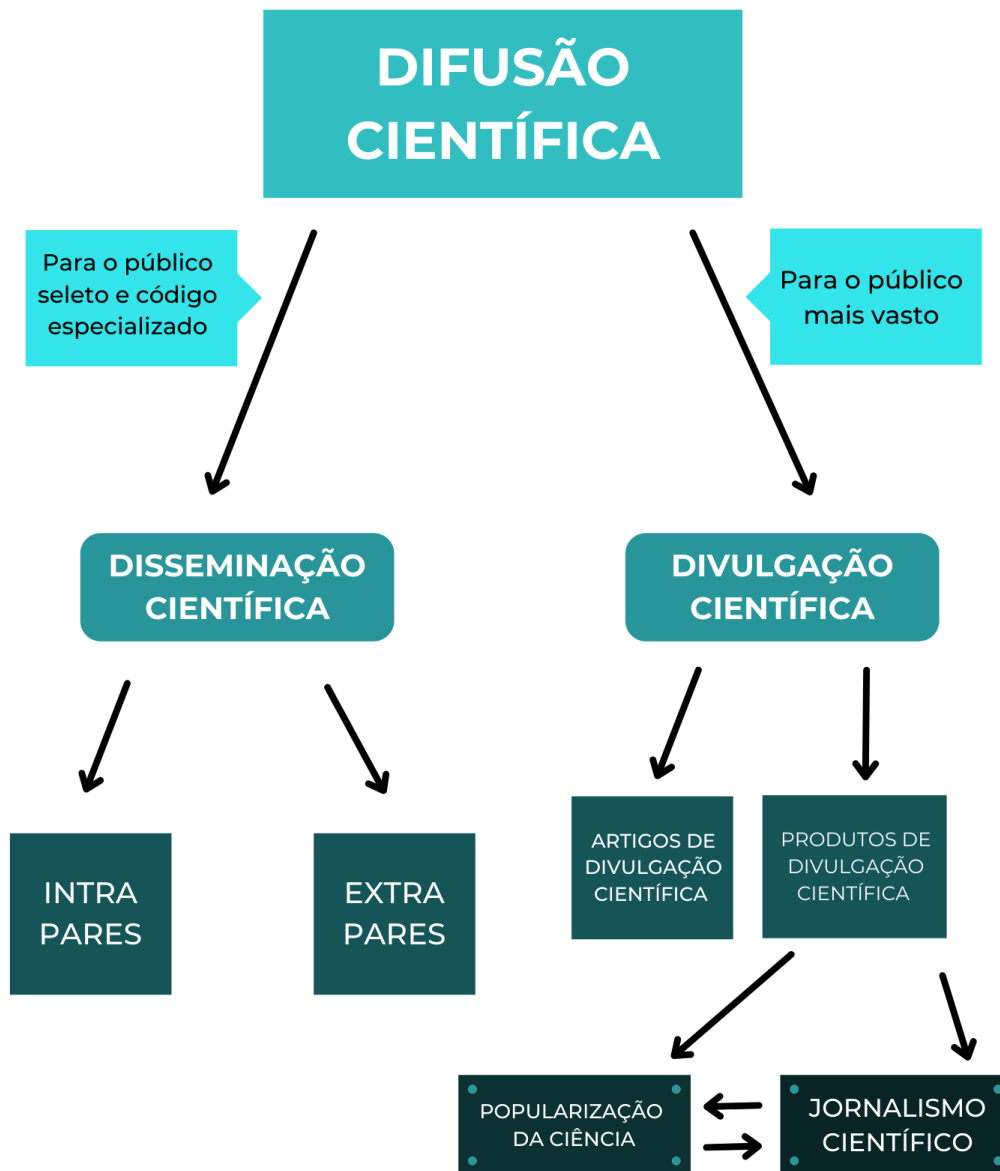 DIFUSÃO
CIENTÍFICA
Para o público
seleto e código
especializado
Para o público
mais vasto
DISSEMINAÇÃO
CIENTÍFICA
DIVULGAÇÃO
CIENTÍFICA
INTRA
PARES
EXTRA
PARES
ARTIGOS DE
DIVULGAÇÃO
CIENTÍFICA
PRODUTOS DE
DIVULGAÇÃO
CIENTÍFICA
POPULARIZAÇÃO
DA CIÊNCIA
JORNALISMO
CIENTÍFICO